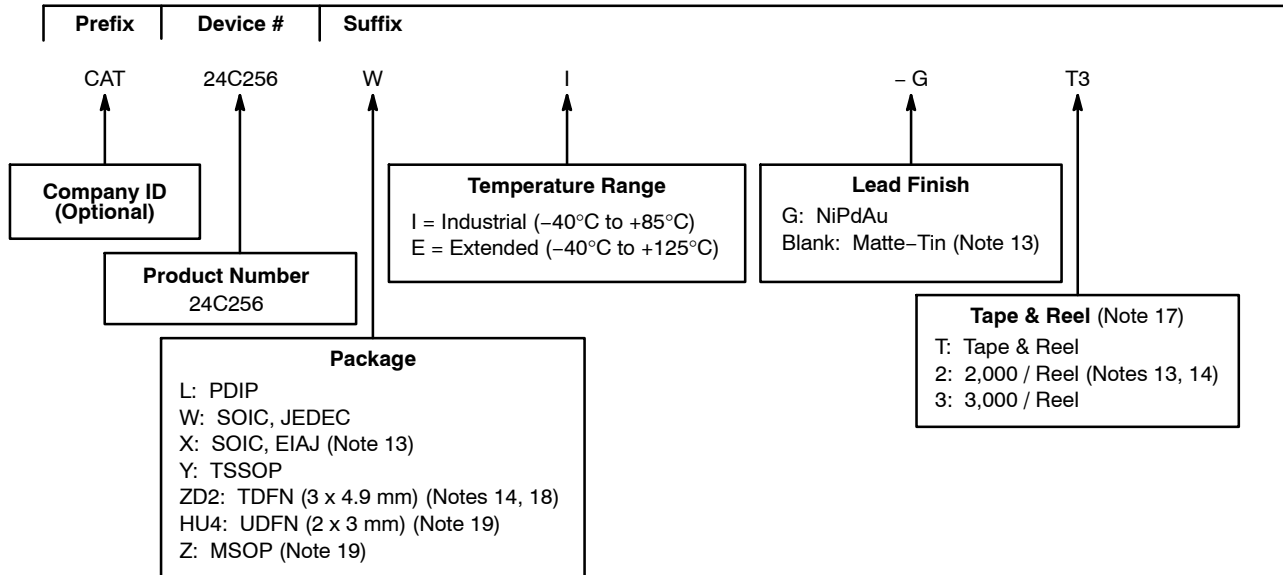 Prefix Device # Suffix
CAT 24C256 W I – G T3
Company ID
(Optional)
Temperature Range
I = Industrial (−40°C to +85°C)
E = Extended (−40°C to +125°C)
Lead Finish
G: NiPdAu
Blank: Matte−Tin (Note 13)
Product Number
24C256
Tape & Reel (Note 17)
T: Tape & Reel
2: 2,000 / Reel (Notes 13, 14)
3: 3,000 / Reel
Package
L: PDIP
W: SOIC, JEDEC
X: SOIC, EIAJ (Note 13)
Y: TSSOP
ZD2: TDFN (3 x 4.9 mm) (Notes 14, 18)
HU4: UDFN (2 x 3 mm) (Note 19)
Z: MSOP (Note 19)